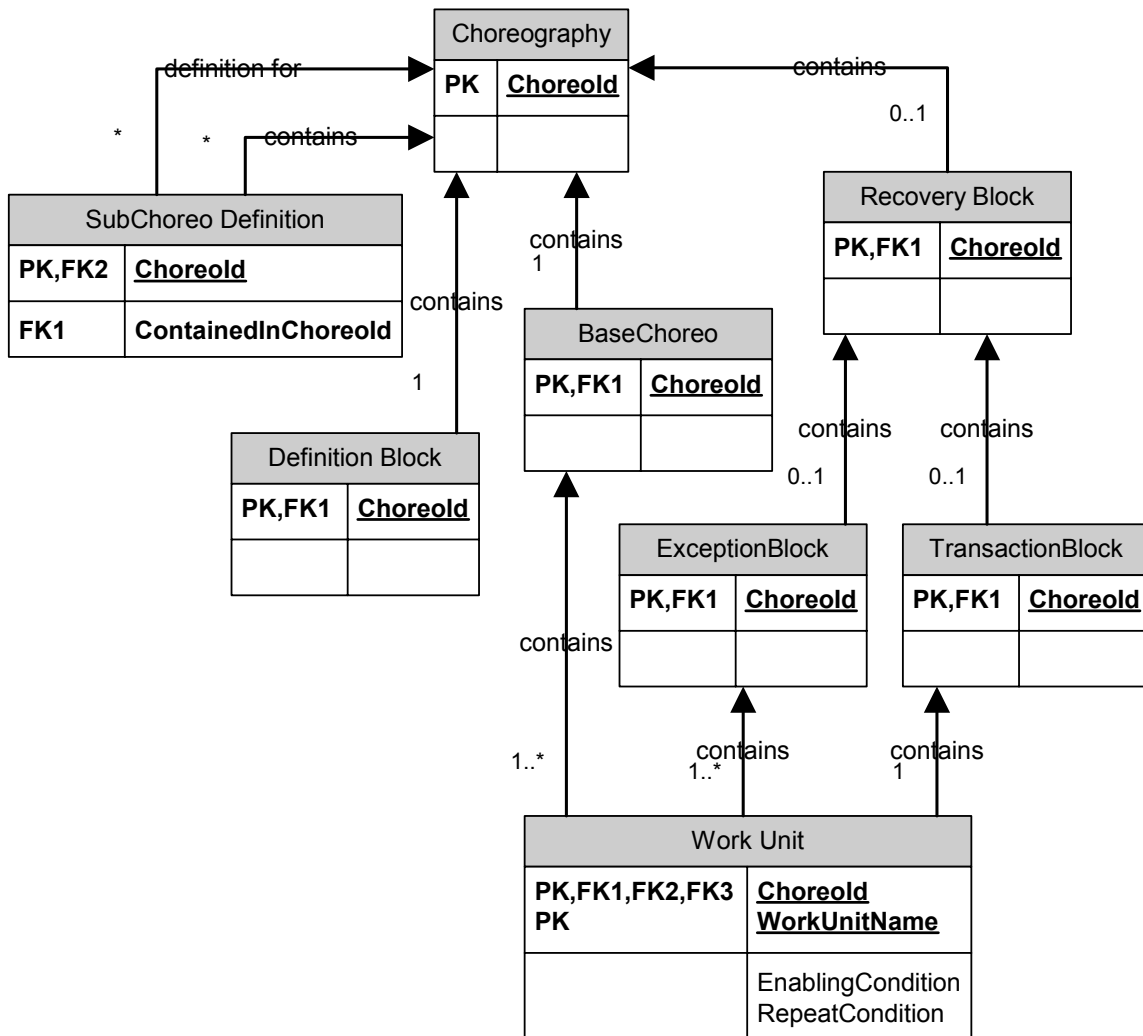 Choreography
definition for
PK ChoreoId
contains
0..1
*
* contains
Recovery Block
PK,FK1 ChoreoId
SubChoreo Definition
PK,FK2 ChoreoId
FK1 ContainedInChoreoId
contains
1
contains
1
BaseChoreo
PK,FK1 ChoreoId
Definition Block
PK,FK1 ChoreoId
contains
0..1
contains
0..1
ExceptionBlock
PK,FK1 ChoreoId
TransactionBlock
PK,FK1 ChoreoId
contains
1..*
contains
1..*
contains
1
Work Unit
PK,FK1,FK2,FK3 ChoreoId
PK WorkUnitName
EnablingCondition
RepeatCondition